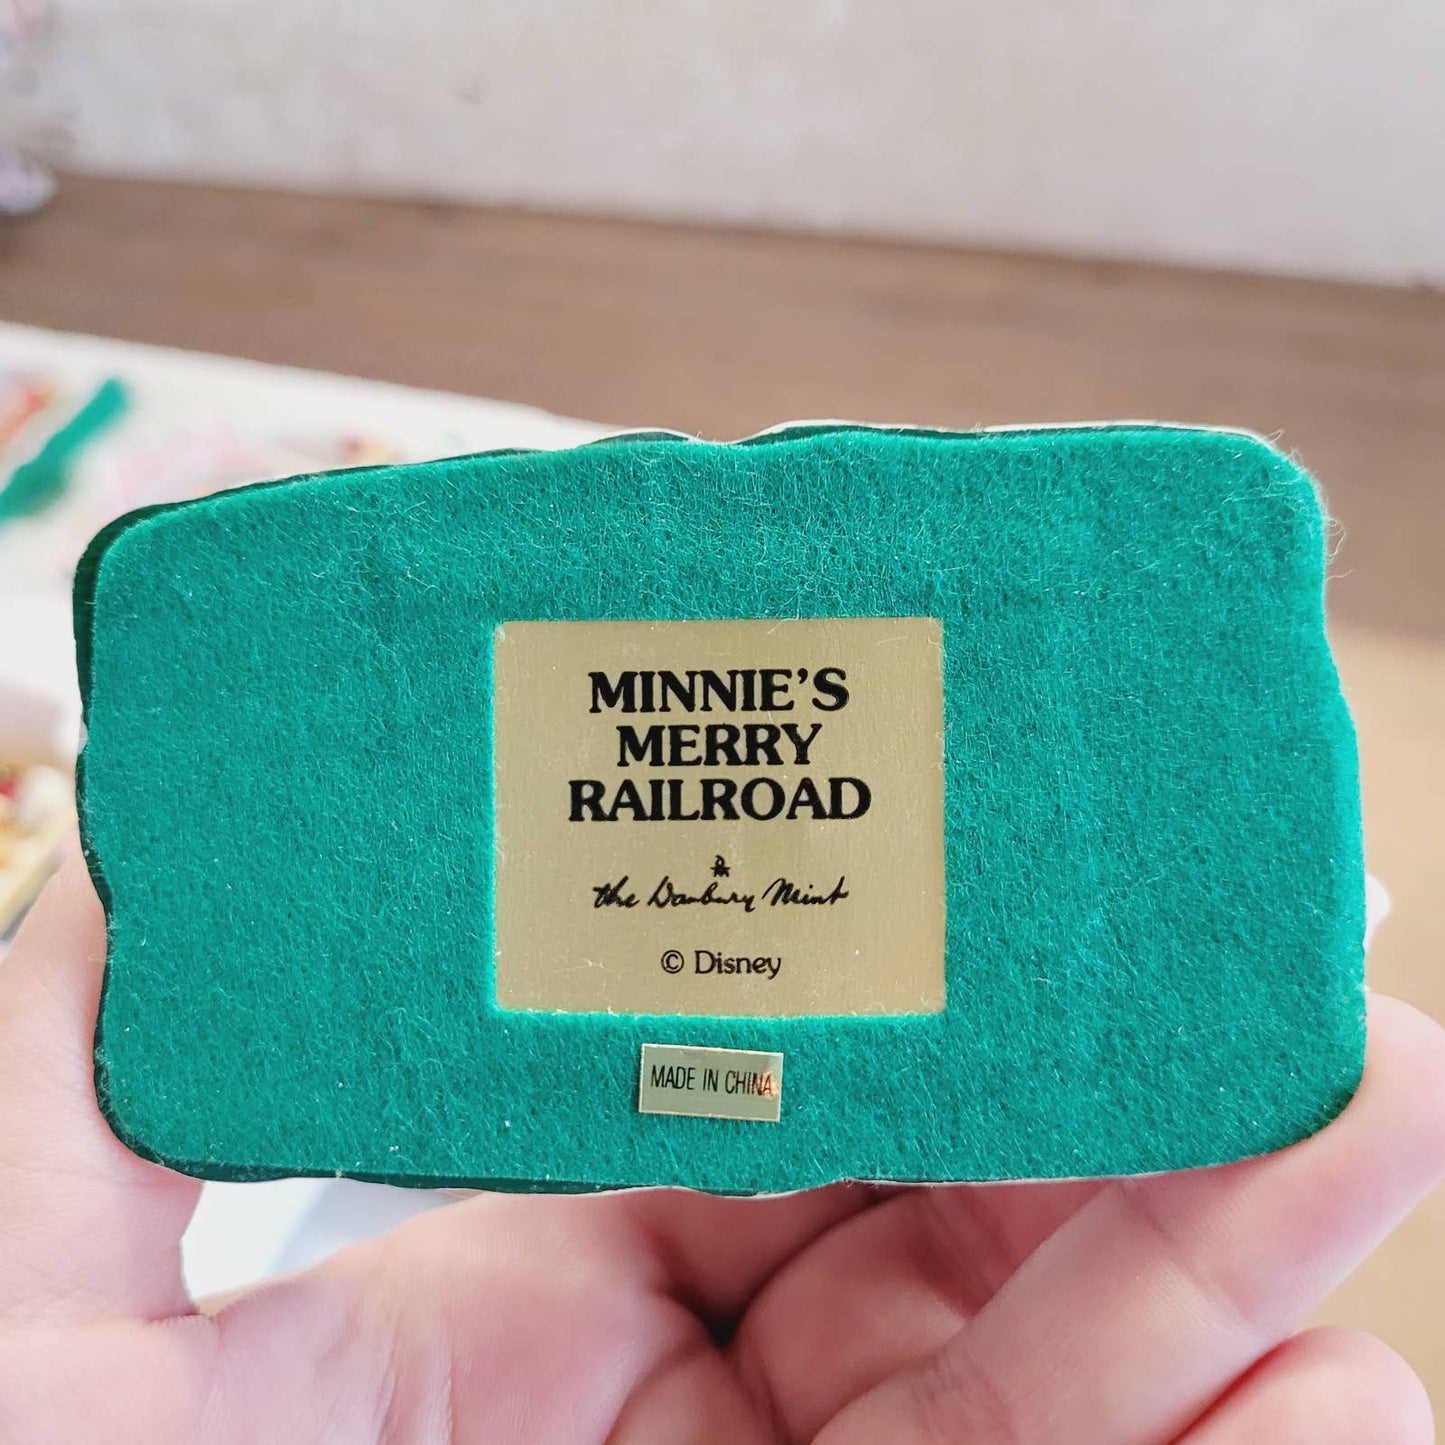 MINNIE'S
MERRY
RAILROAD
the Danbury Mint
© Disney
MADE IN CHINA